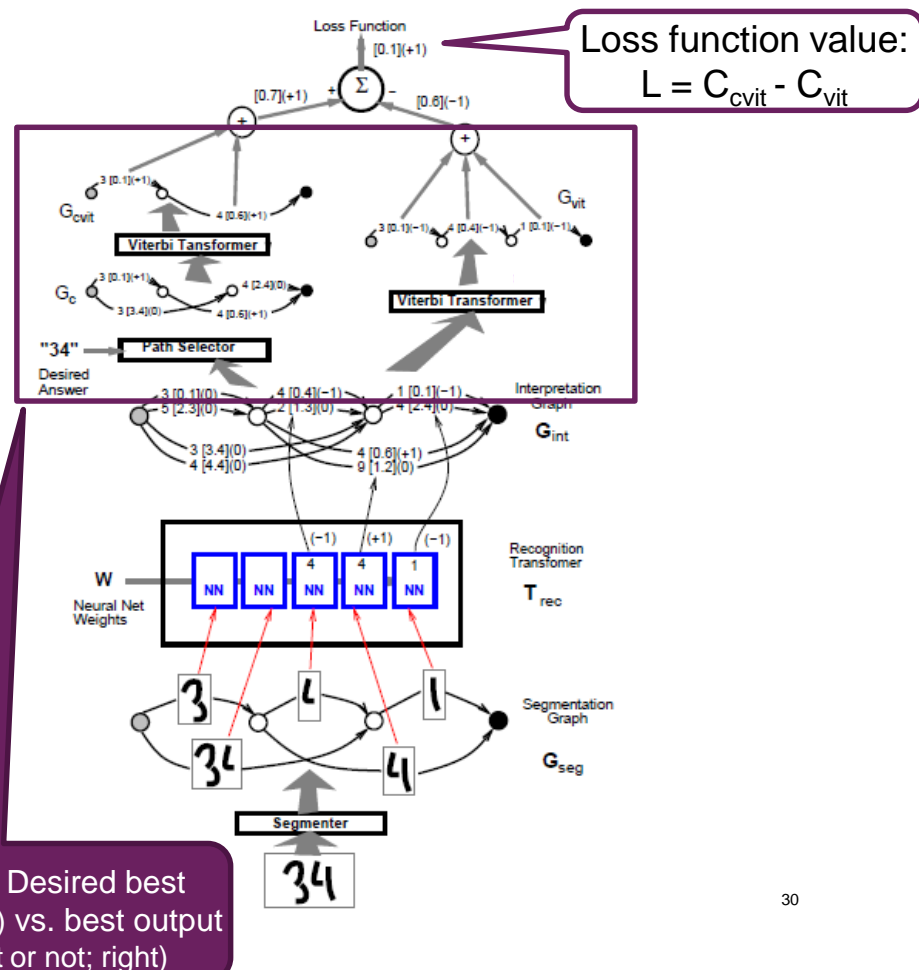 Loss Function
[0.1](+1)
Loss function value:
L = Ccvit - Cvit
[0.7](+1)
+ Σ −
[0.6](−1)
+
+
3 [0.1](+1)
4 [0.6](+1)
Gcvit
Viterbi Tansformer
3 [0.1](+1)
4 [2.4](0)
Gc
3 [3.4](0)
4 [0.6](+1)
Gvit
3 [0.1](−1) 4 [0.4](−1) 1 [0.1](−1)
Viterbi Transformer
"34"
Path Selector
Desired
Answer
3 [0.1](0) 4 [0.4](−1) 1 [0.1](−1)
5 [2.3](0) 2 [1.3](0) 4 [2.4](0)
3 [3.4](0) 4 [0.6](+1)
4 [4.4](0) 9 [1.2](0)
Interpretation
Graph
Gint
(−1) (+1) (−1)
4 4 1
NN NN NN NN NN
W
Neural Net
Weights
Recognition
Transfomer
Trec
3 4 1
34 4
Segmentation
Graph
Gseg
Segmenter
34
Desired best
) vs. best output
t or not; right)
30